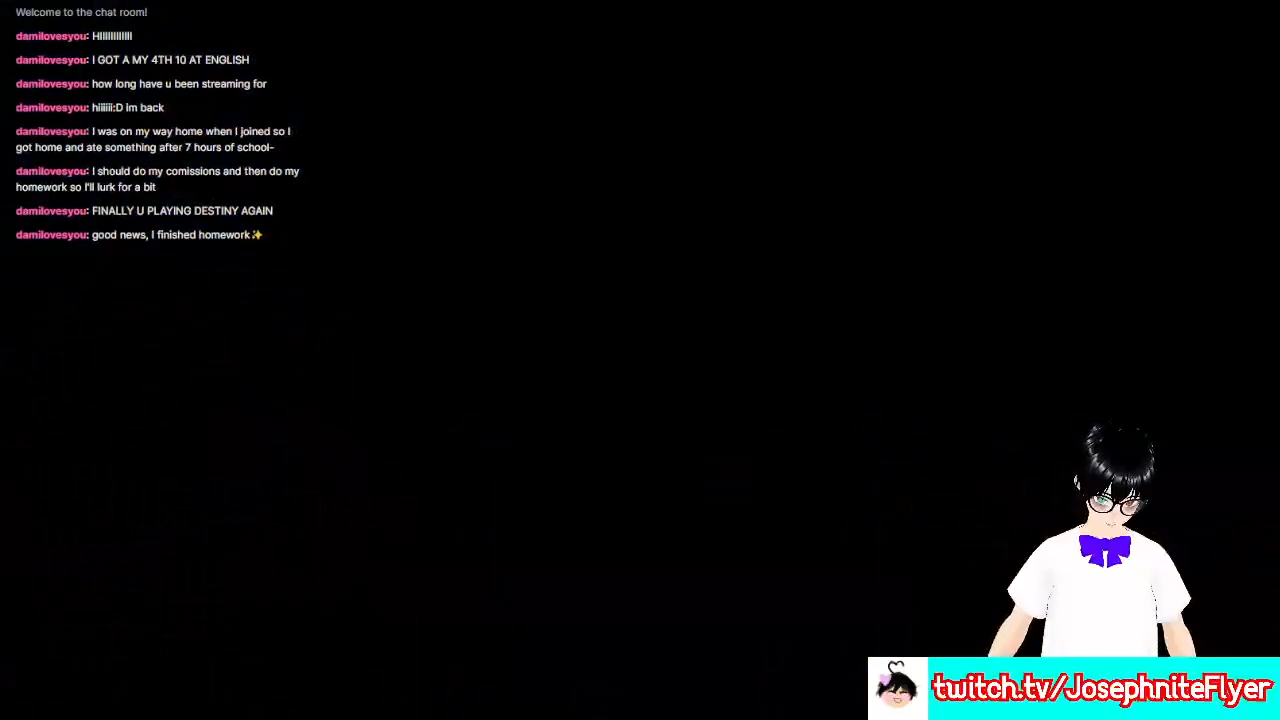 Welcome to the chat room!
damilovesyou: HIIIIIIIIIIII
damilovesyou: I GOT A MY 4TH 10 AT ENGLISH
damilovesyou: how long have u been streaming for
damilovesyou: hiiiiii:D im back
damilovesyou: I was on my way home when I joined so I
got home and ate something after 7 hours of school-
damilovesyou: I should do my comissions and then do my
homework so I'll lurk for a bit
damilovesyou: FINALLY U PLAYING DESTINY AGAIN
damilovesyou: good news, I finished homework✨
twitch.tv/JosephniteFlyer